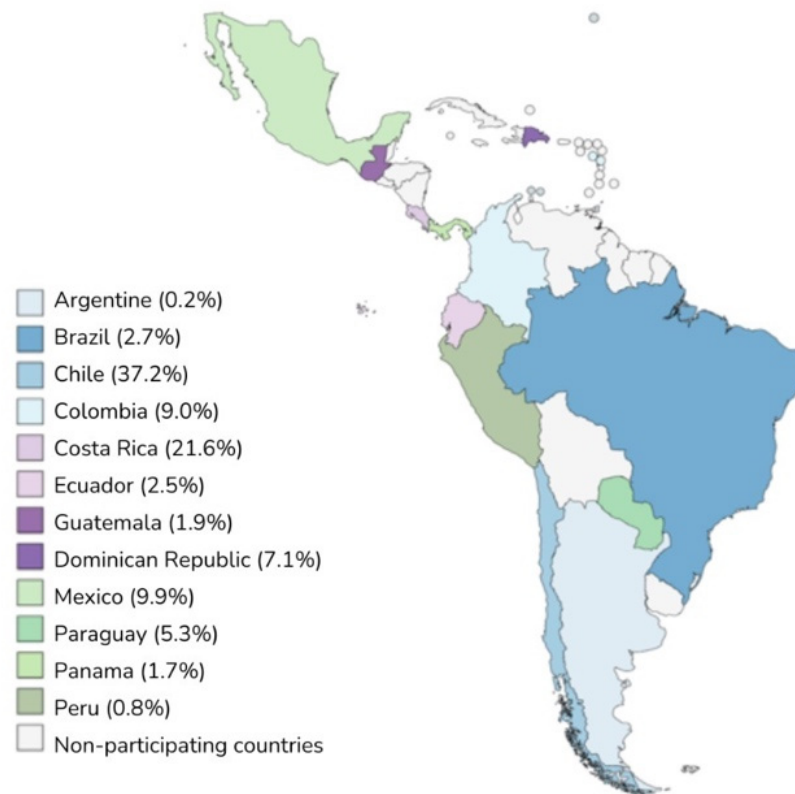 Argentine (0.2%)
Brazil (2.7%)
Chile (37.2%)
Colombia (9.0%)
Costa Rica (21.6%)
Ecuador (2.5%)
Guatemala (1.9%)
Dominican Republic (7.1%)
Mexico (9.9%)
Paraguay (5.3%)
Panama (1.7%)
Peru (0.8%)
Non-participating countries